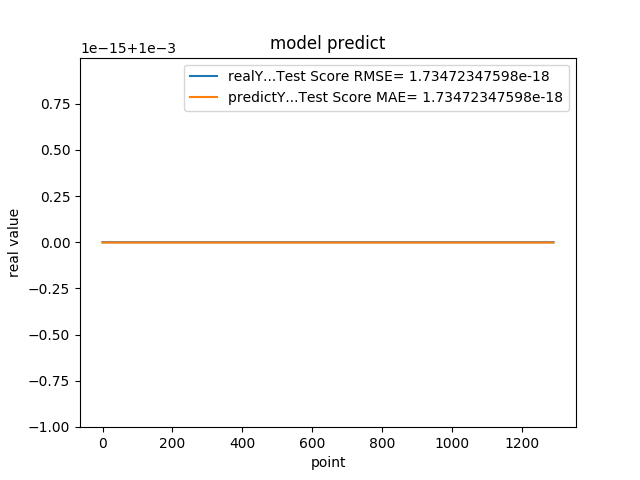 model predict
1e−15+1e−3
realY...Test Score RMSE= 1.73472347598e-18
predictY...Test Score MAE= 1.73472347598e-18
0.75
0.50
0.25
0.00
−0.25
−0.50
−0.75
−1.00
real value
0 200 400 600 800 1000 1200
point